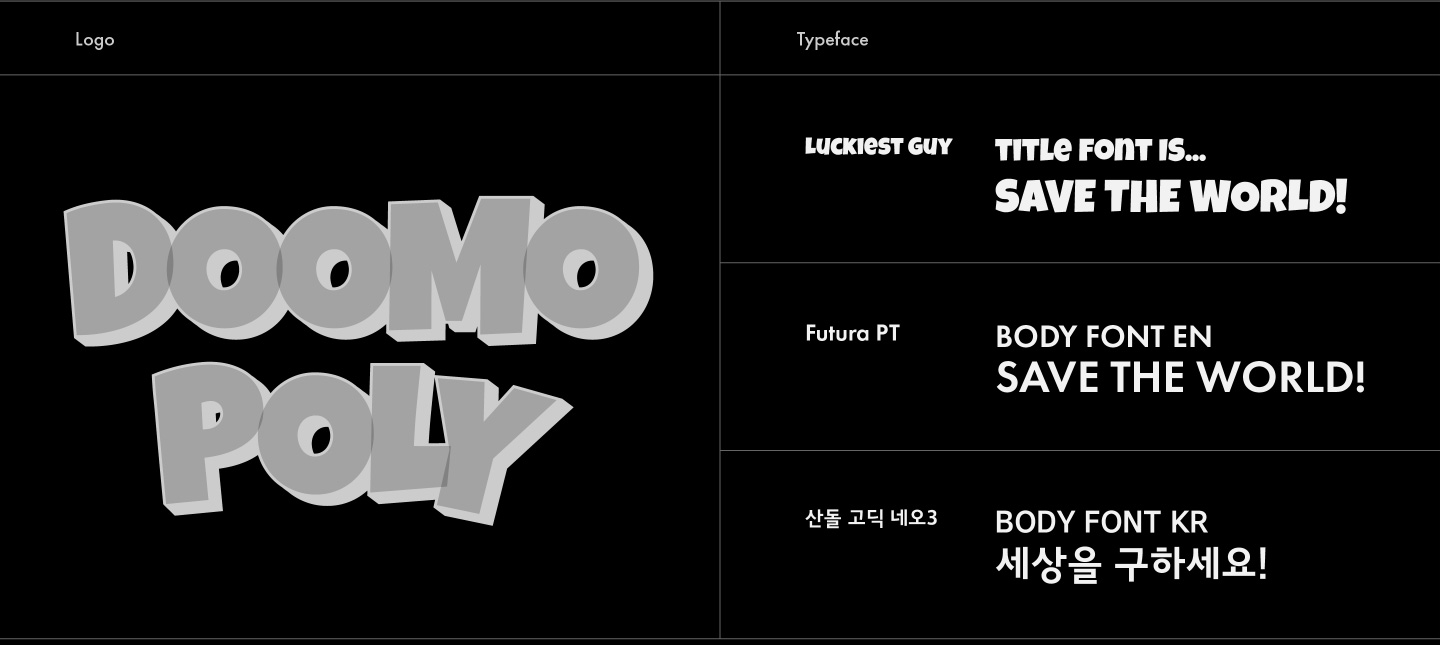 Logo
DOOMO
POLY
Typeface
Luckiest Guy
Title Font is...
SAVE THE WORLD!
Futura PT
BODY FONT EN
SAVE THE WORLD!
산돌 고딕 네오3
BODY FONT KR
세상을 구하세요!